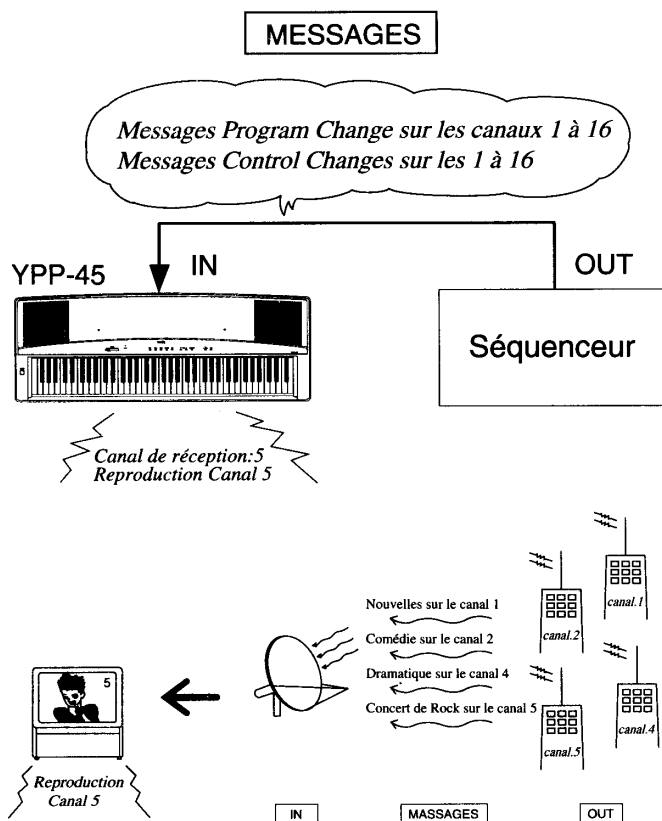 MESSAGES
Messages Program Change sur les canaux 1 à 16
Messages Control Changes sur les 1 à 16
YPP-45
IN
OUT
Séquenceur
Canal de réception:5
Reproduction Canal 5
Nouvelles sur le canal 1
Comédie sur le canal 2
Dramatique sur le canal 4
Concert de Rock sur le canal 5
canal.1
canal.2
canal.4
canal.5
5
Reproduction
Canal 5
IN
MASSAGES
OUT